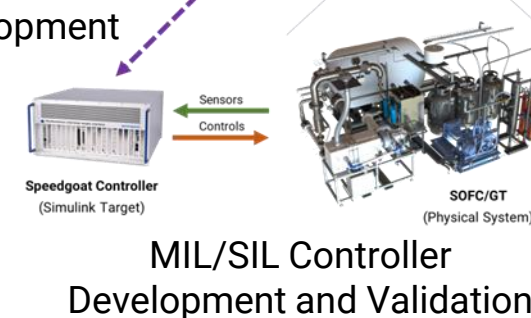 opment
Sensors
Controls
Speedgoat Controller
(Simulink Target)
SOFC/GT
(Physical System)
MIL/SIL Controller
Development and Validation